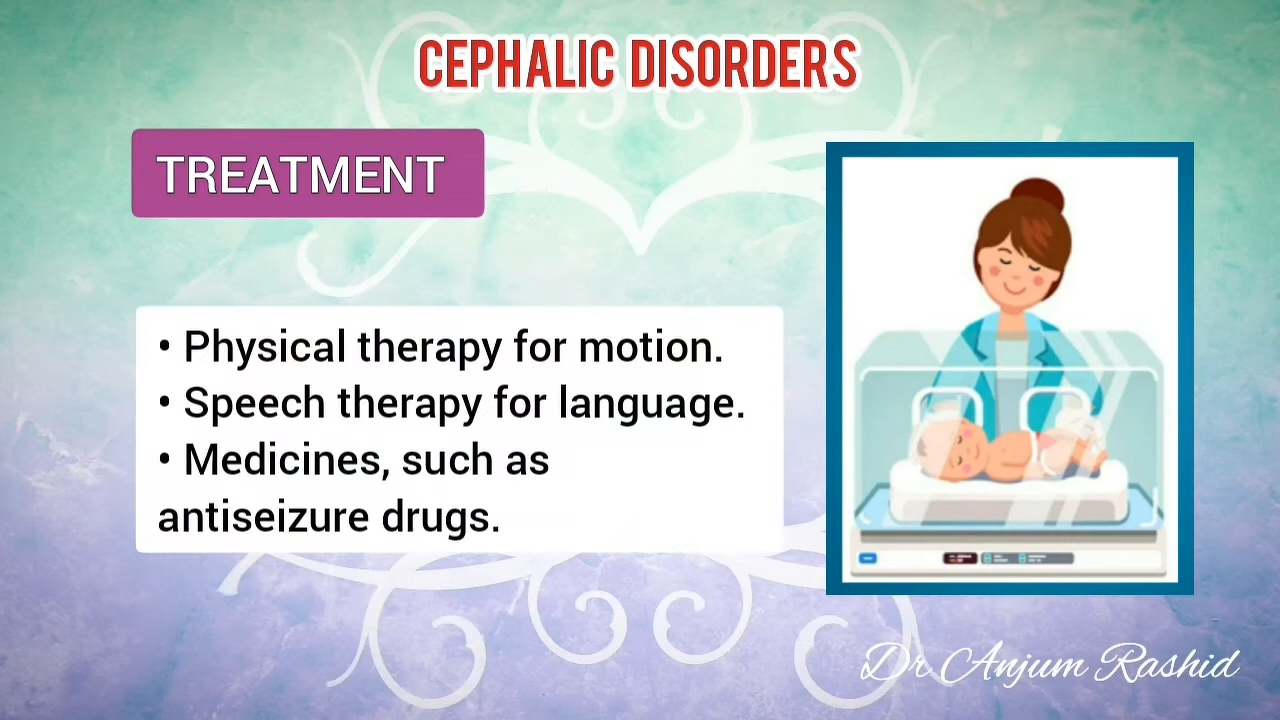 CEPHALIC DISORDERS
TREATMENT
• Physical therapy for motion.
• Speech therapy for language.
• Medicines, such as
antiseizure drugs.
Dr Anjum Rashid